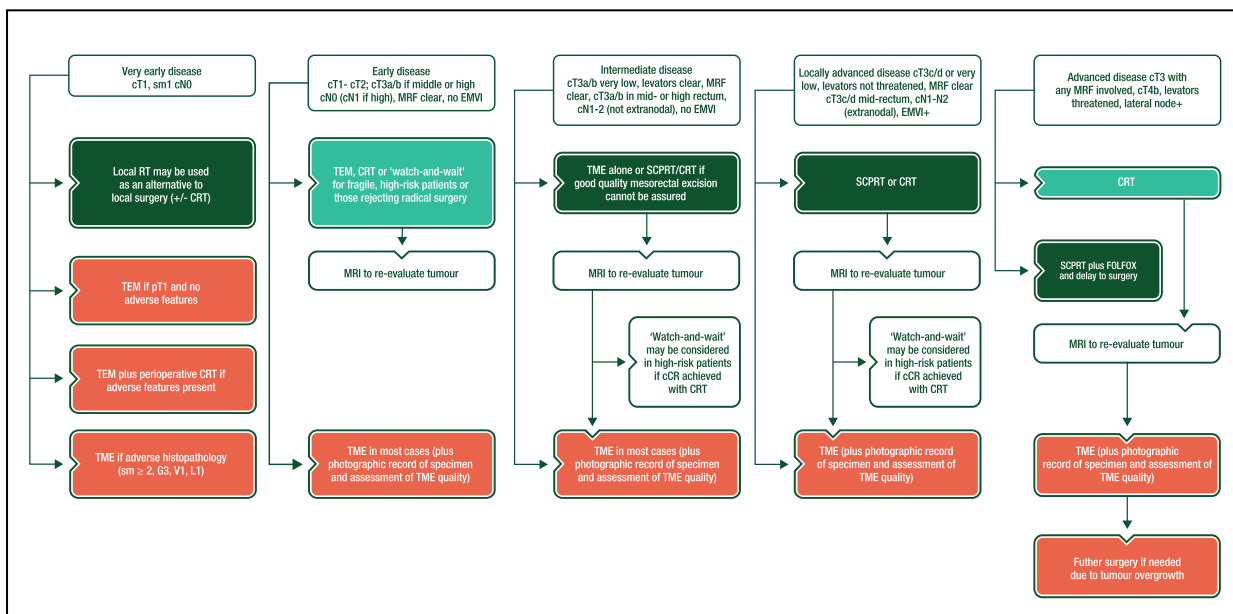 Very early disease
cT1, sm1 cN0
Local RT may be used
as an alternative to
local surgery (+/- CRT)
TEM if pT1 and no
adverse features
TEM plus perioperative CRT if
adverse features present
TME if adverse histopathology
(sm ≥ 2, G3, V1, L1)
Early disease
cT1- cT2; cT3a/b if middle or high
cN0 (cN1 if high), MRF clear, no EMVI
TEM, CRT or ‘watch-and-wait’
for fragile, high-risk patients or
those rejecting radical surgery
MRI to re-evaluate tumour
TME in most cases (plus
photographic record of specimen
and assessment of TME quality)
Intermediate disease
cT3a/b very low, levators clear, MRF
clear, cT3a/b in mid- or high rectum,
cN1-2 (not extranodal), no EMVI
TME alone or SCPRT/CRT if
good quality mesorectal excision
cannot be assured
MRI to re-evaluate tumour
‘Watch-and-wait’
may be considered
in high-risk patients
if cCR achieved
with CRT
TME in most cases (plus
photographic record of specimen
and assessment of TME quality)
Locally advanced disease cT3c/d or very
low, levators not threatened, MRF clear
cT3c/d mid-rectum, cN1-N2
(extranodal), EMVI+
SCPRT or CRT
MRI to re-evaluate tumour
‘Watch-and-wait’
may be considered
in high-risk patients
if cCR achieved
with CRT
TME (plus photographic record
of specimen and assessment of
TME quality)
Advanced disease cT3 with
any MRF involved, cT4b, levators
threatened, lateral node+
CRT
SCPRT plus FOLFOX
and delay to surgery
MRI to re-evaluate tumour
TME (plus photographic
record of specimen and assessment of
TME quality)
Futher surgery if needed
due to tumour overgrowth